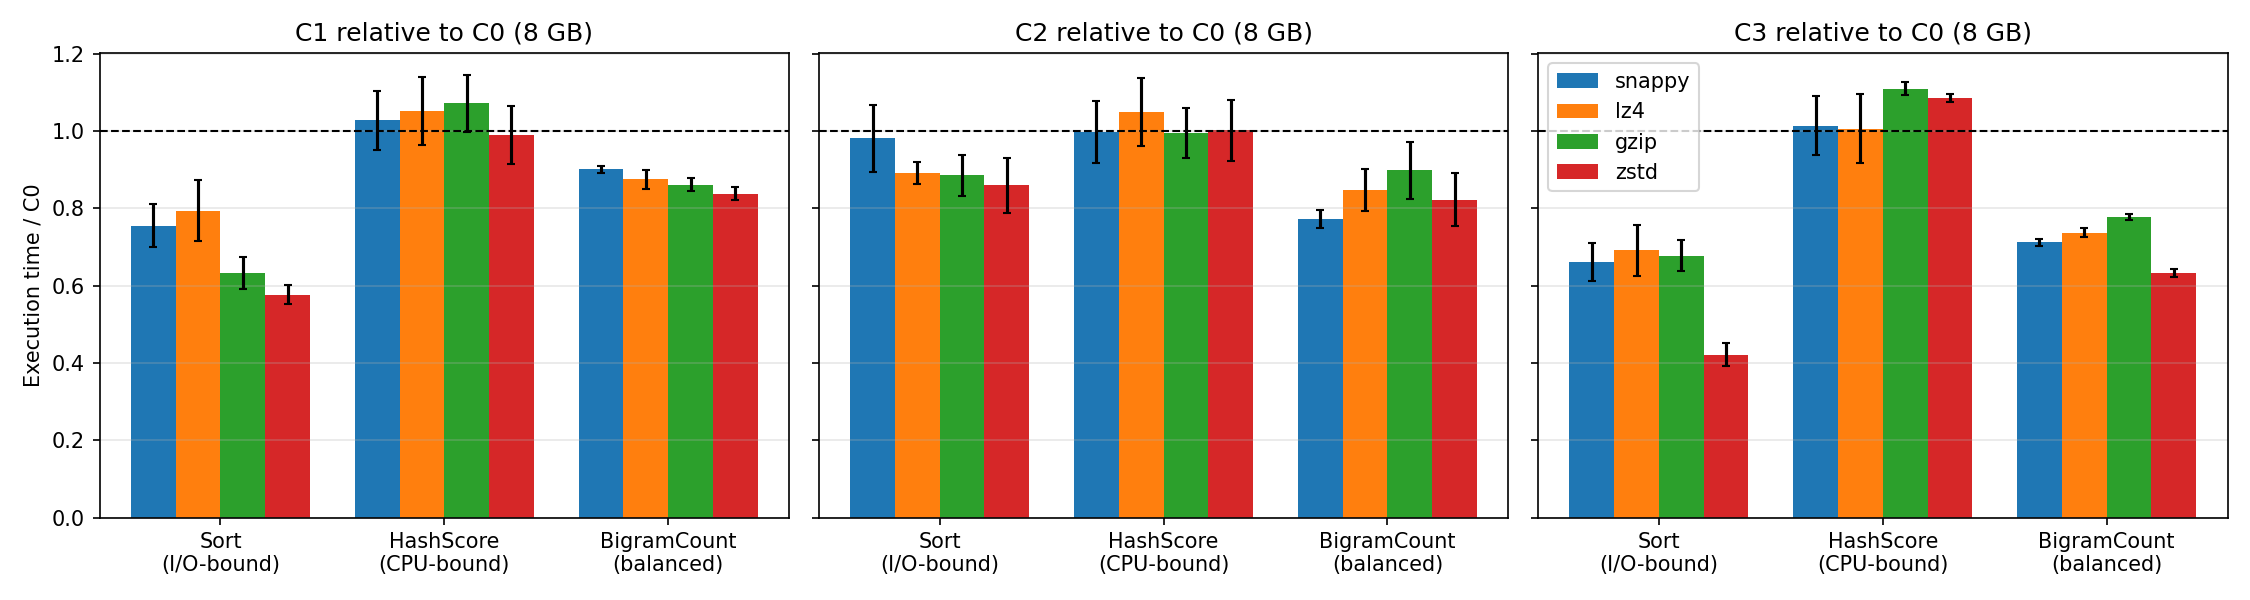 C1 relative to C0 (8 GB)
C2 relative to C0 (8 GB)
C3 relative to C0 (8 GB)
Execution time / C0
1.2
1.0
0.8
0.6
0.4
0.2
0.0
snappy
lz4
gzip
zstd
Sort
(I/O-bound)
HashScore
(CPU-bound)
BigramCount
(balanced)
Sort
(I/O-bound)
HashScore
(CPU-bound)
BigramCount
(balanced)
Sort
(I/O-bound)
HashScore
(CPU-bound)
BigramCount
(balanced)